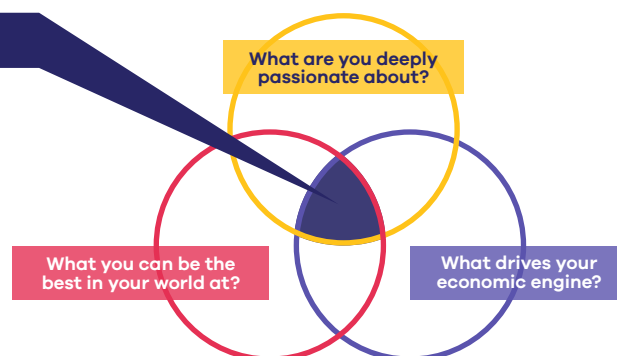 What are you deeply
passionate about?
What you can be the
best in your world at?
What drives your
economic engine?